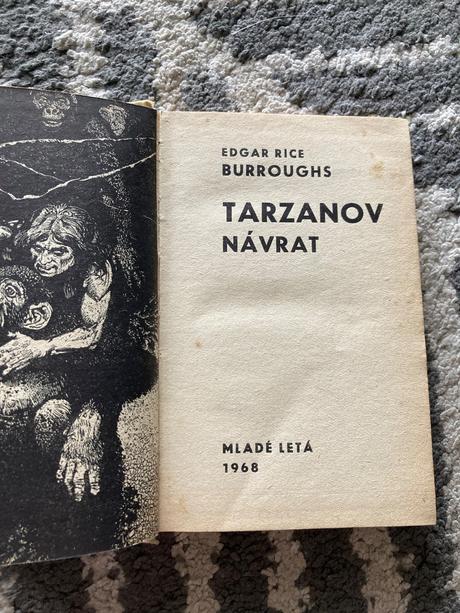 EDGAR RICE
BURROUGHS
TARZANOV
NÁVRAT
MLADÉ LETÁ
1968